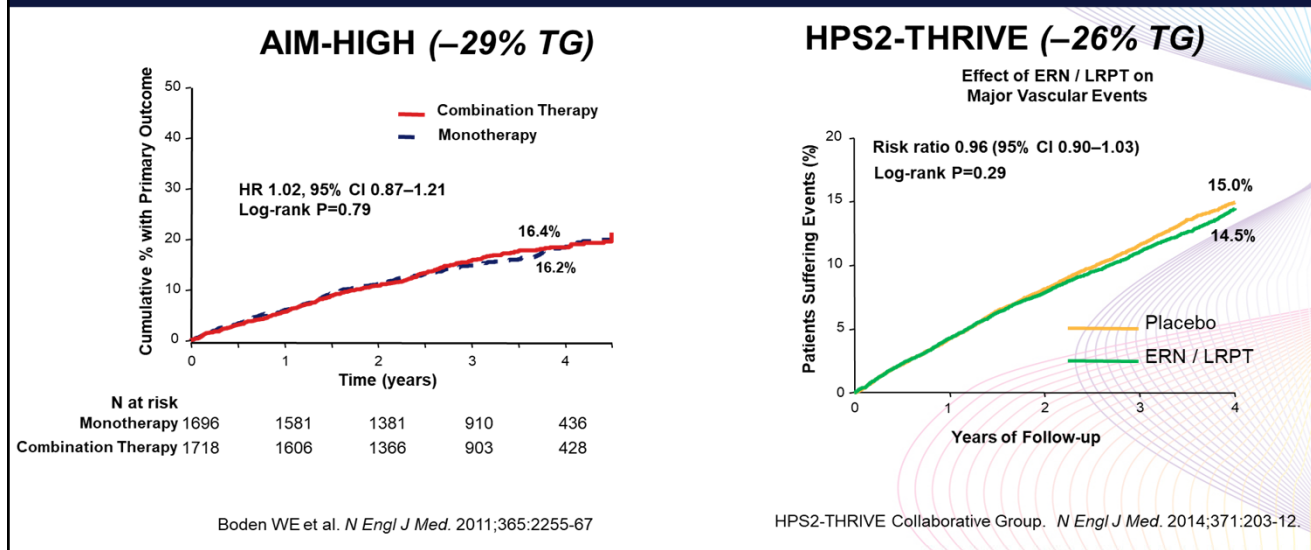 AIM-HIGH (–29% TG)
50
40
30
20
10
0
Cumulative % with Primary Outcome
Combination Therapy
Monotherapy
HR 1.02, 95% CI 0.87–1.21
Log-rank P=0.79
16.4%
16.2%
0 1 2 3 4
Time (years)
N at risk
Monotherapy 1696 1581 1381 910 436
Combination Therapy 1718 1606 1366 903 428
Boden WE et al. N Engl J Med. 2011;365:2255-67
HPS2-THRIVE (–26% TG)
Effect of ERN / LRPT on
Major Vascular Events
20
15
10
5
0
Patients Suffering Events (%)
Risk ratio 0.96 (95% CI 0.90–1.03)
Log-rank P=0.29
15.0%
14.5%
Placebo
ERN / LRPT
0 1 2 3 4
Years of Follow-up
HPS2-THRIVE Collaborative Group. N Engl J Med. 2014;371:203-12.